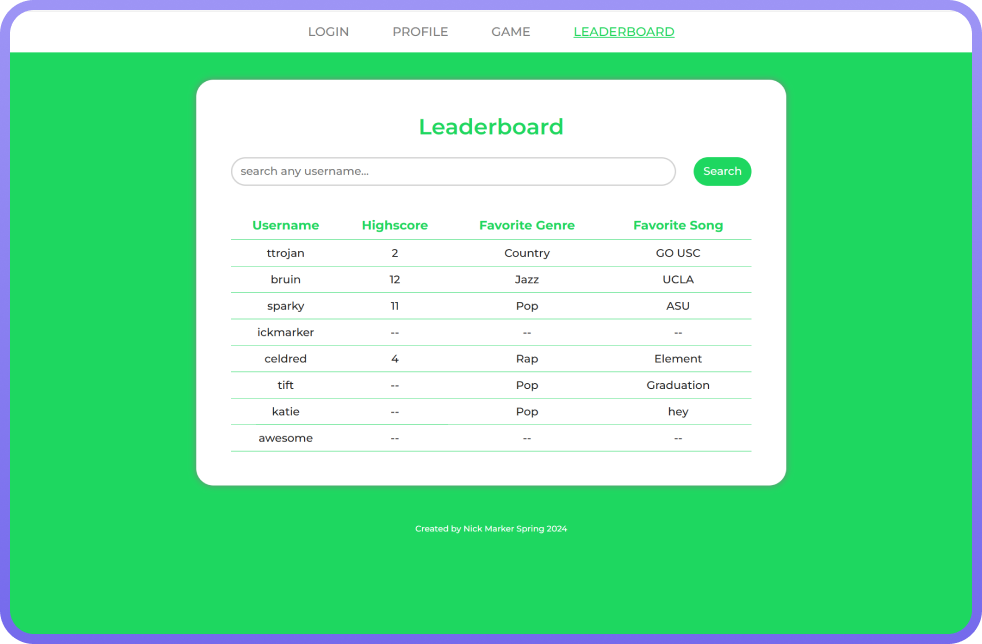 LOGIN PROFILE GAME LEADERBOARD
Leaderboard
search any username... Search
Username Highscore Favorite Genre Favorite Song
ttrojan 2 Country GO USC
bruin 12 Jazz UCLA
sparky 11 Pop ASU
ickmarker -- -- --
celdred 4 Rap Element
tift -- Pop Graduation
katie -- Pop hey
awesome -- -- --
Created by Nick Marker Spring 2024